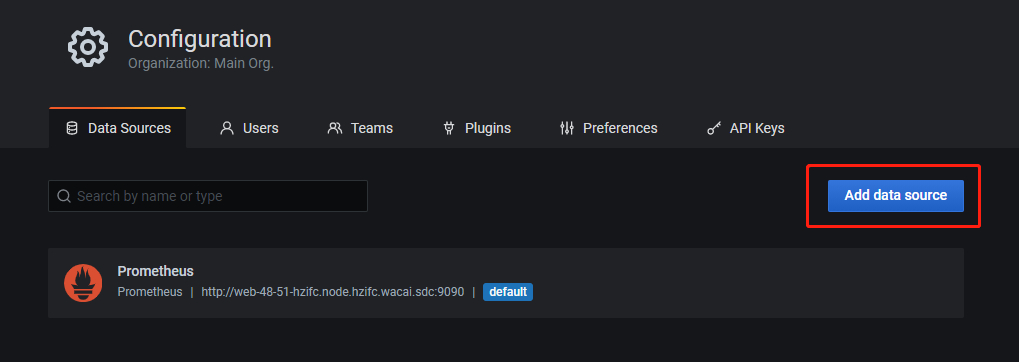 Configuration
Organization: Main Org.
Data Sources Users Teams Plugins Preferences API Keys
Search by name or type Add data source
Prometheus
Prometheus | http://web-48-51-hzifc.node.hzifc.wacai.sdc:9090 | default